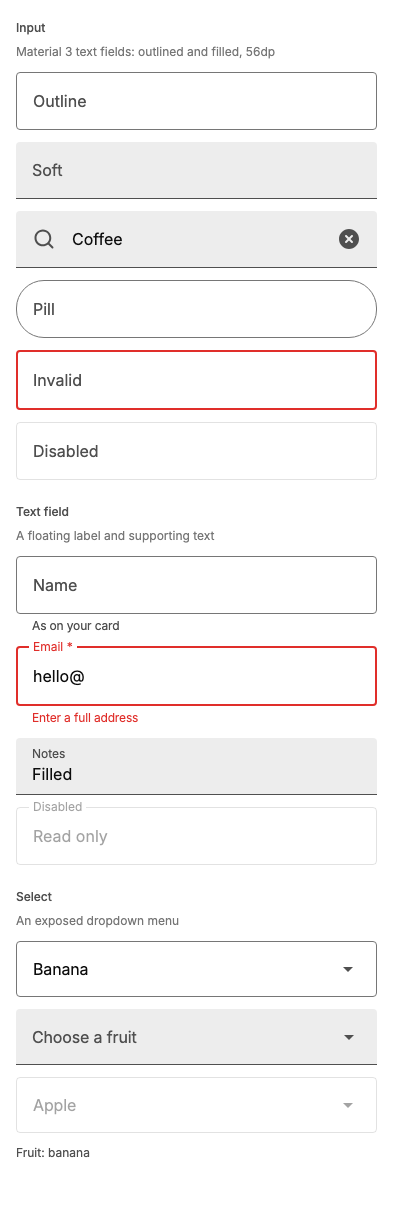 Input
Material 3 text fields: outlined and filled, 56dp
Outline
Soft
Coffee
Pill
Invalid
Disabled
Text field
A floating label and supporting text
Name
As on your card
Email *
hello@
Enter a full address
Notes
Filled
Disabled
Read only
Select
An exposed dropdown menu
Banana
Choose a fruit
Apple
Fruit: banana